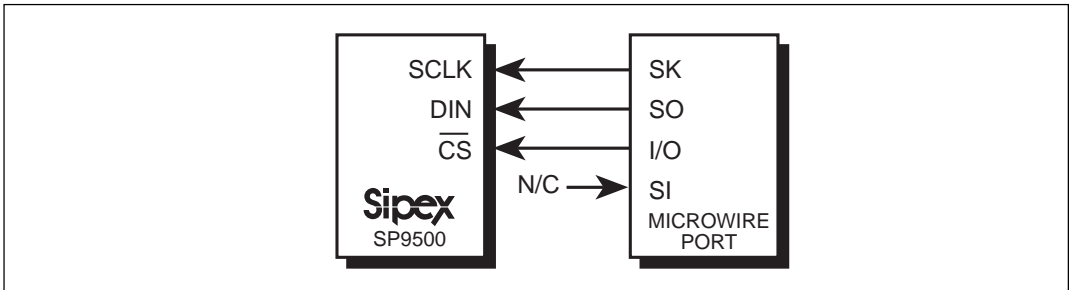 SCLK
DIN
CS
Sipex
SP9500
SK
SO
I/O
N/C
SI
MICROWIRE
PORT